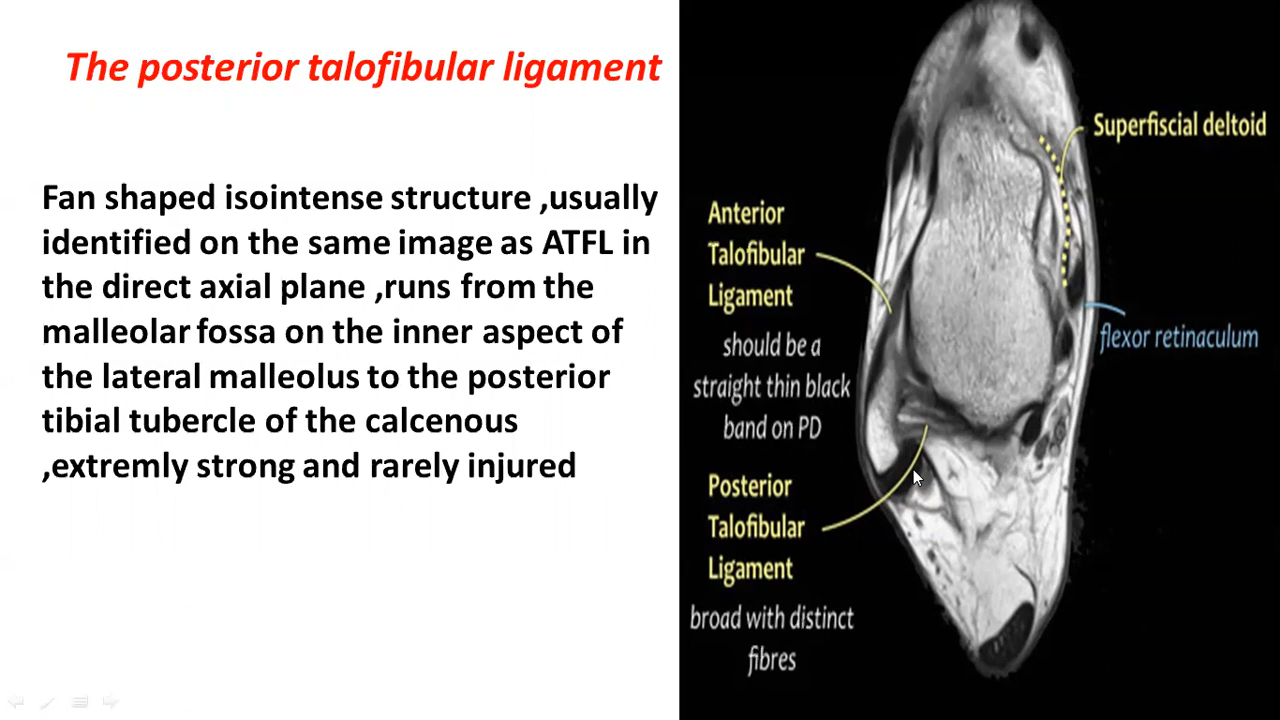 The posterior talofibular ligament
Fan shaped isointense structure ,usually
identified on the same image as ATFL in
the direct axial plane ,runs from the
malleolar fossa on the inner aspect of
the lateral malleolus to the posterior
tibial tubercle of the calcenous
,extremly strong and rarely injured
Superfiscial deltoid
Anterior
Talofibular
Ligament
should be a
straight thin black
band on PD
flexor retinaculum
Posterior
Talofibular
Ligament
broad with distinct
fibres